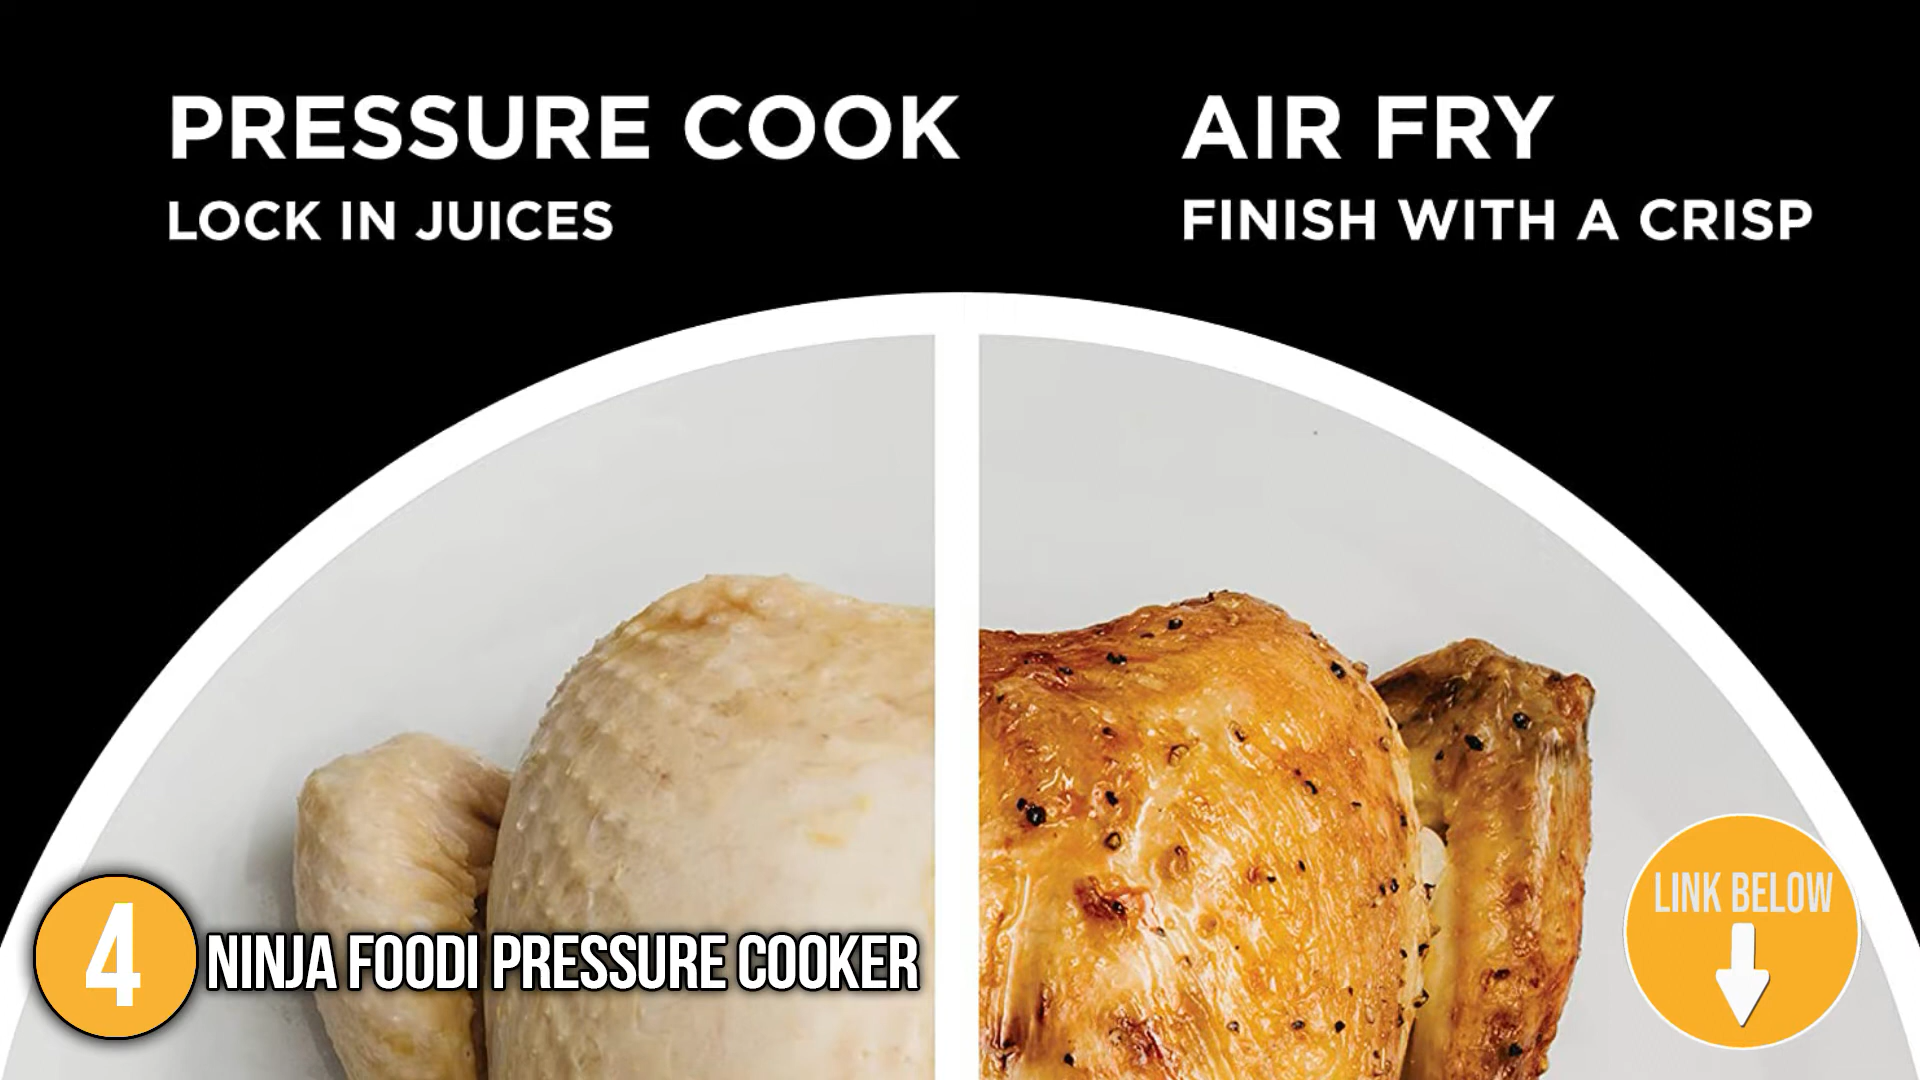 PRESSURE COOK
LOCK IN JUICES
AIR FRY
FINISH WITH A CRISP
4
NINJA FOODI PRESSURE COOKER
LINK BELOW